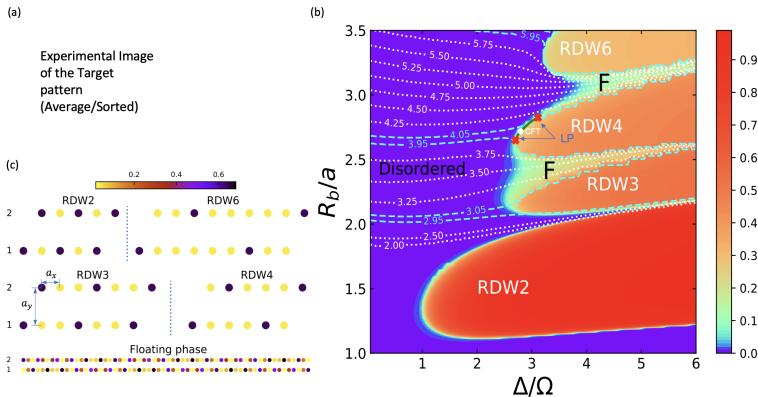 (a)
Experimental Image
of the Target
pattern
(Average/Sorted)
(c)
0.2 0.4 0.6
RDW2 RDW6
2
1
RDW3 RDW4
aₓ
2
a_y
1
Floating phase
2
1
(b)
3.5
3.0
2.5
2.0
1.5
1.0
R_b/a
1 2 3 4 5 6
Δ/Ω
5.95
5.75
5.50
5.25
5.00
4.75
4.50
4.25
4.05
3.95
3.75
3.50
3.25
3.05
2.95
2.50
2.00
RDW6
F
RDW4
CFT
LP
Disordered
F
RDW3
RDW2
0.9
0.8
0.7
0.6
0.5
0.4
0.3
0.2
0.1
0.0